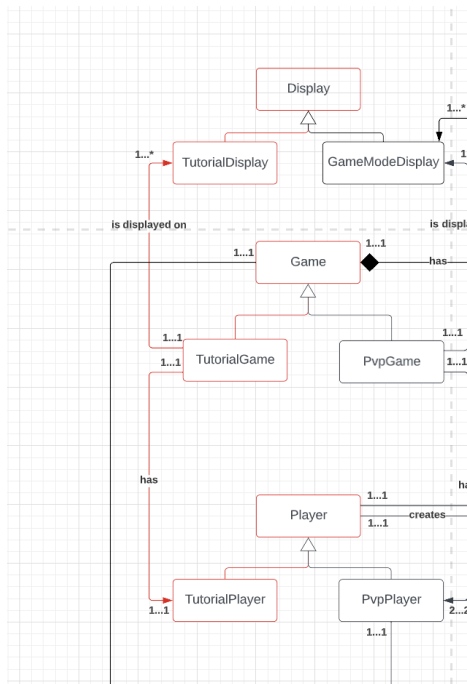 Display
1...*
1...*
TutorialDisplay
GameModeDisplay
1
is displayed on
is displa
1...1
1...1
Game
has
1...1
1...1
TutorialGame
PvpGame
1...1
1...1
has
ha
1...1
Player
creates
1...1
TutorialPlayer
PvpPlayer
1...1
2...2
1...1